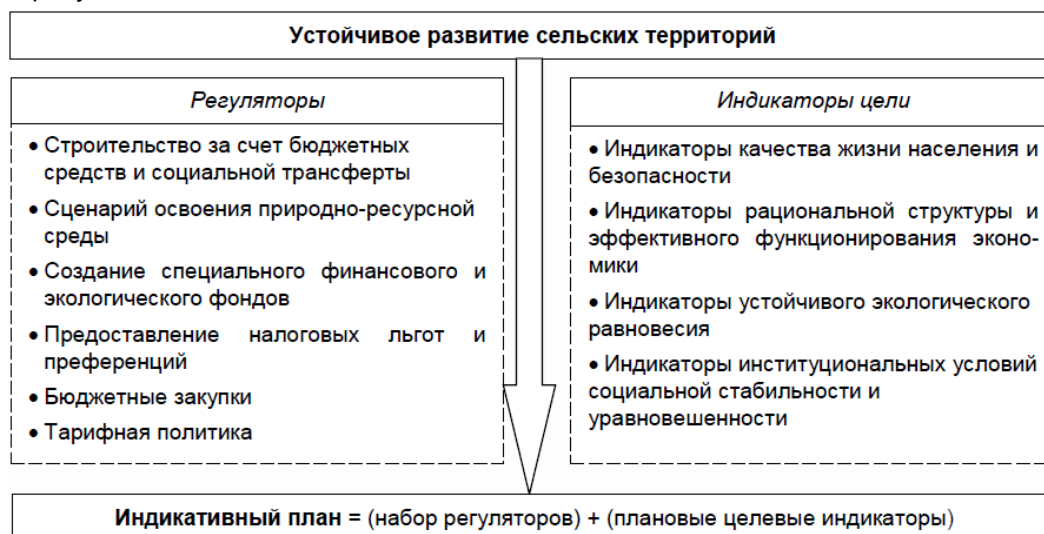 Устойчивое развитие сельских территорий
Регуляторы
• Строительство за счет бюджетных
средств и социальной трансферты
• Сценарий освоения природно-ресурсной
среды
• Создание специального финансового и
экологического фондов
• Предоставление налоговых льгот и
преференций
• Бюджетные закупки
• Тарифная политика
Индикаторы цели
• Индикаторы качества жизни населения и
безопасности
• Индикаторы рациональной структуры и
эффективного функционирования эконо-
мики
• Индикаторы устойчивого экологического
равновесия
• Индикаторы институциональных условий
социальной стабильности и
уравновешенности
Индикативный план = (набор регуляторов) + (плановые целевые индикаторы)